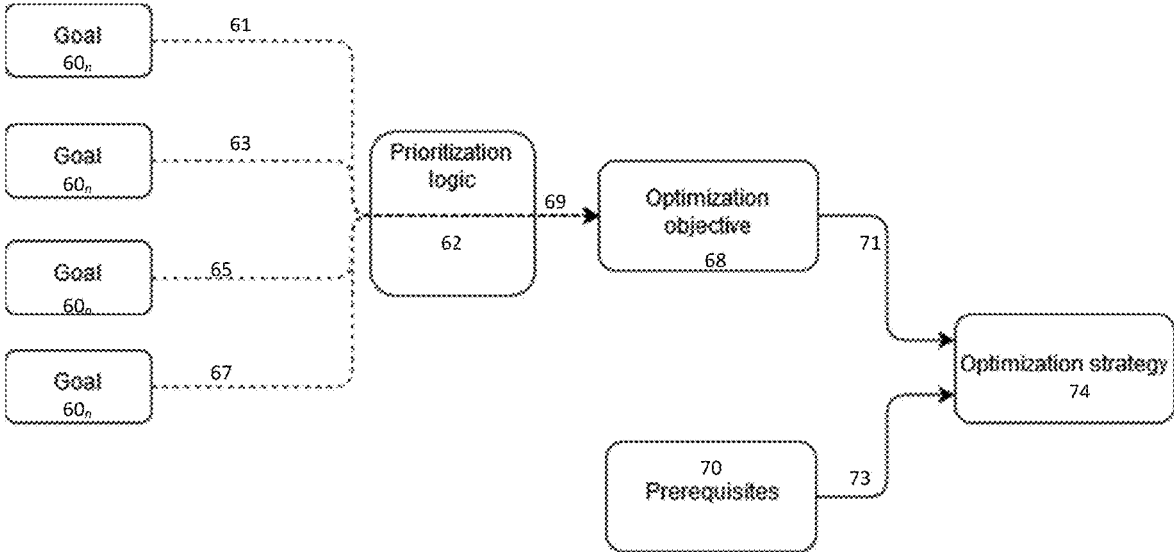 Goal
60n
61
Goal
60n
63
Goal
60n
65
Goal
60n
67
Prioritization
logic
62
69
Optimization
objective
68
71
70
Prerequisites
73
Optimization strategy
74